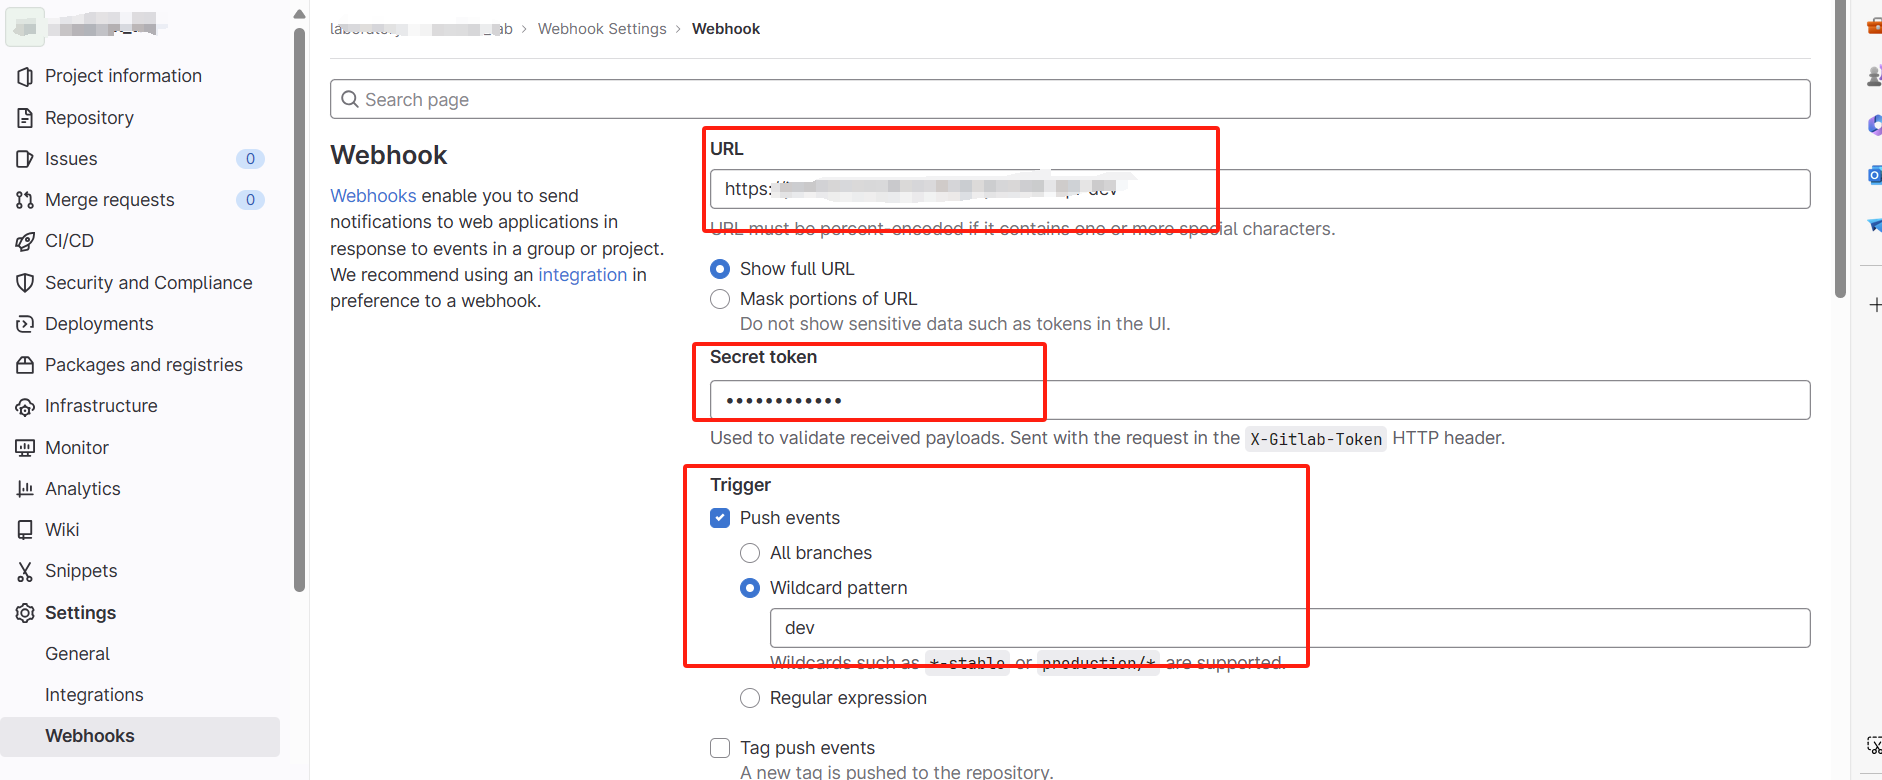 Project information
Repository
Issues 0
Merge requests 0
CI/CD
Security and Compliance
Deployments
Packages and registries
Infrastructure
Monitor
Analytics
Wiki
Snippets
Settings
General
Integrations
Webhooks
› Webhook Settings › Webhook
Search page
Webhook
Webhooks enable you to send
notifications to web applications in
response to events in a group or project.
We recommend using an integration in
preference to a webhook.
URL
https:
URL must be percent-encoded if it contains one or more special characters.
Show full URL
Mask portions of URL
Do not show sensitive data such as tokens in the UI.
Secret token
••••••••••••
Used to validate received payloads. Sent with the request in the X-Gitlab-Token HTTP header.
Trigger
Push events
All branches
Wildcard pattern
dev
Wildcards such as *-stable or production/* are supported.
Regular expression
Tag push events
A new tag is pushed to the repository.